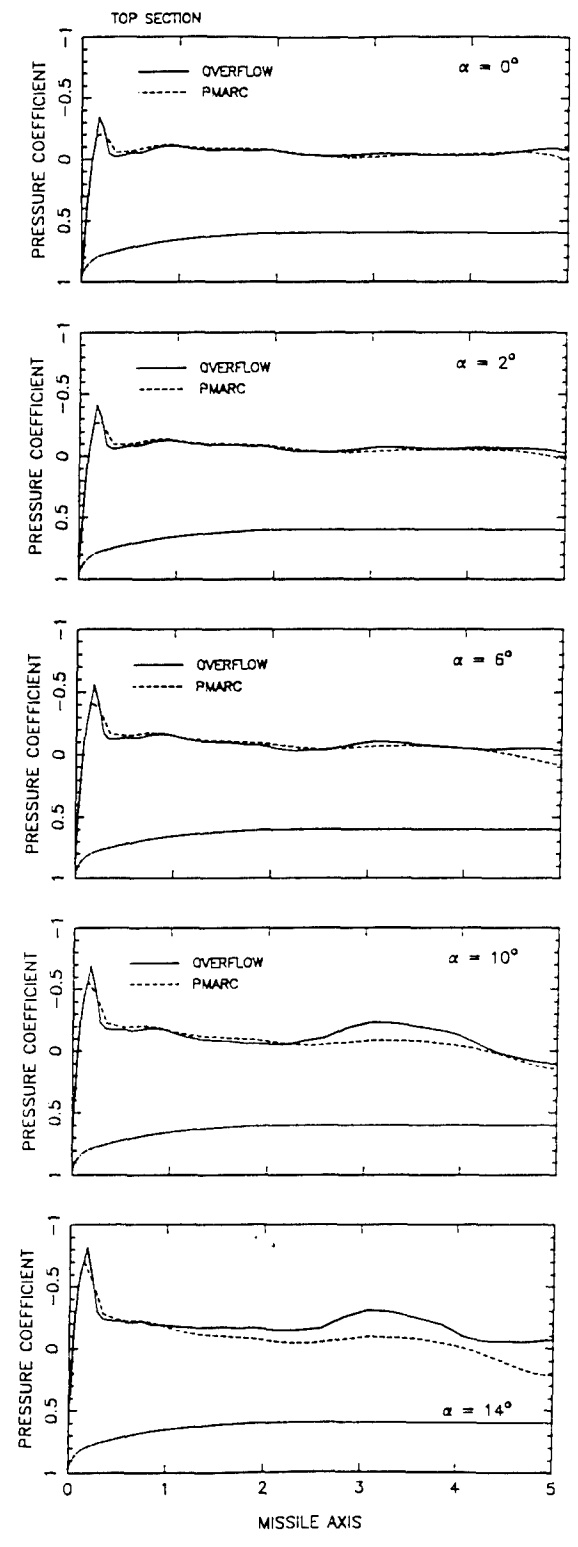 TOP SECTION
PRESSURE COEFFICIENT
-1
-0.5
0
0.5
1
OVERFLOW
PMARC
α = 0°
PRESSURE COEFFICIENT
-1
-0.5
0
0.5
1
OVERFLOW
PMARC
α = 2°
PRESSURE COEFFICIENT
-1
-0.5
0
0.5
1
OVERFLOW
PMARC
α = 6°
PRESSURE COEFFICIENT
-1
-0.5
0
0.5
1
OVERFLOW
PMARC
α = 10°
PRESSURE COEFFICIENT
-1
-0.5
0
0.5
1
α = 14°
0 1 2 3 4 5
MISSILE AXIS